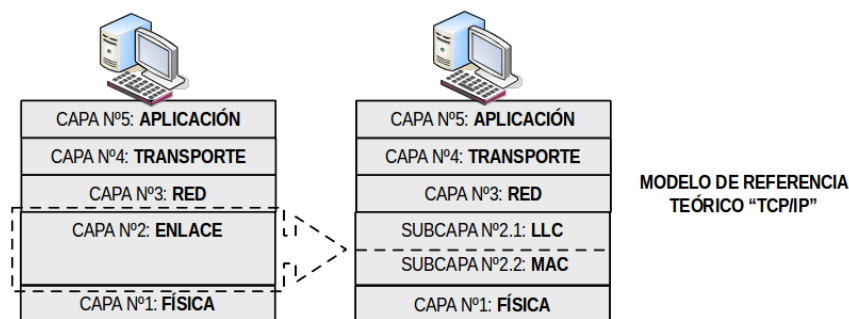 CAPA Nº5: APLICACIÓN
CAPA Nº4: TRANSPORTE
CAPA Nº3: RED
CAPA Nº2: ENLACE
CAPA Nº1: FÍSICA
CAPA Nº5: APLICACIÓN
CAPA Nº4: TRANSPORTE
CAPA Nº3: RED
SUBCAPA Nº2.1: LLC
SUBCAPA Nº2.2: MAC
CAPA Nº1: FÍSICA
MODELO DE REFERENCIA
TEÓRICO “TCP/IP”